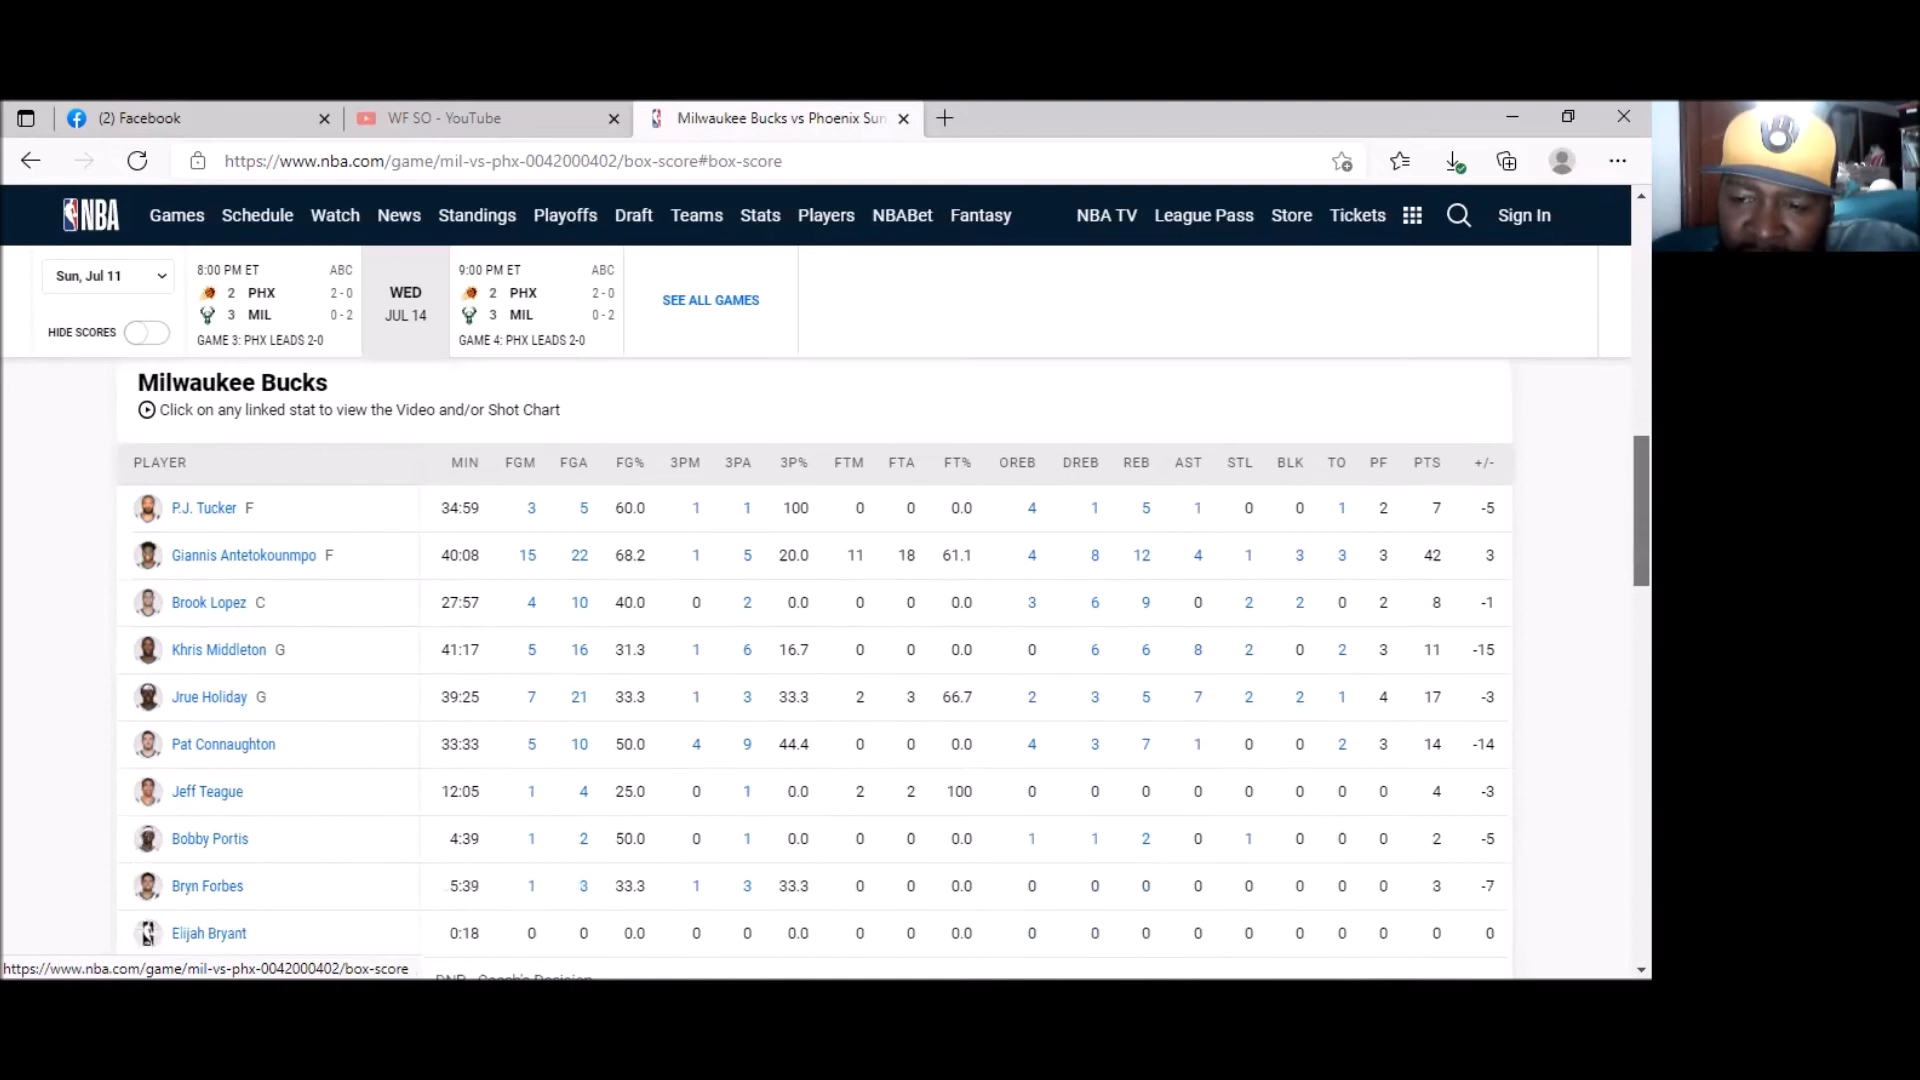 (2) Facebook
WF SO - YouTube
Milwaukee Bucks vs Phoenix Sun
https://www.nba.com/game/mil-vs-phx-0042000402/box-score#box-score
NBA Games Schedule Watch News Standings Playoffs Draft Teams Stats Players NBABet Fantasy NBA TV League Pass Store Tickets Sign In
Sun, Jul 11
HIDE SCORES
8:00 PM ET ABC
2 PHX 2-0
3 MIL 0-2
GAME 3: PHX LEADS 2-0
WED
JUL 14
9:00 PM ET ABC
2 PHX 2-0
3 MIL 0-2
GAME 4: PHX LEADS 2-0
SEE ALL GAMES
Milwaukee Bucks
Click on any linked stat to view the Video and/or Shot Chart
PLAYER MIN FGM FGA FG% 3PM 3PA 3P% FTM FTA FT% OREB DREB REB AST STL BLK TO PF PTS +/-
P.J. Tucker F 34:59 3 5 60.0 1 1 100 0 0 0.0 4 1 5 1 0 0 1 2 7 -5
Giannis Antetokounmpo F 40:08 15 22 68.2 1 5 20.0 11 18 61.1 4 8 12 4 1 3 3 3 42 3
Brook Lopez C 27:57 4 10 40.0 0 2 0.0 0 0 0.0 3 6 9 0 2 2 0 2 8 -1
Khris Middleton G 41:17 5 16 31.3 1 6 16.7 0 0 0.0 0 6 6 8 2 0 2 3 11 -15
Jrue Holiday G 39:25 7 21 33.3 1 3 33.3 2 3 66.7 2 3 5 7 2 2 1 4 17 -3
Pat Connaughton 33:33 5 10 50.0 4 9 44.4 0 0 0.0 4 3 7 1 0 0 2 3 14 -14
Jeff Teague 12:05 1 4 25.0 0 1 0.0 2 2 100 0 0 0 0 0 0 0 0 4 -3
Bobby Portis 4:39 1 2 50.0 0 1 0.0 0 0 0.0 1 1 2 0 1 0 0 0 2 -5
Bryn Forbes 5:39 1 3 33.3 1 3 33.3 0 0 0.0 0 0 0 0 0 0 0 0 3 -7
Elijah Bryant 0:18 0 0 0.0 0 0 0.0 0 0 0.0 0 0 0 0 0 0 0 0 0 0
https://www.nba.com/game/mil-vs-phx-0042000402/box-score
DNP - Coach's Decision